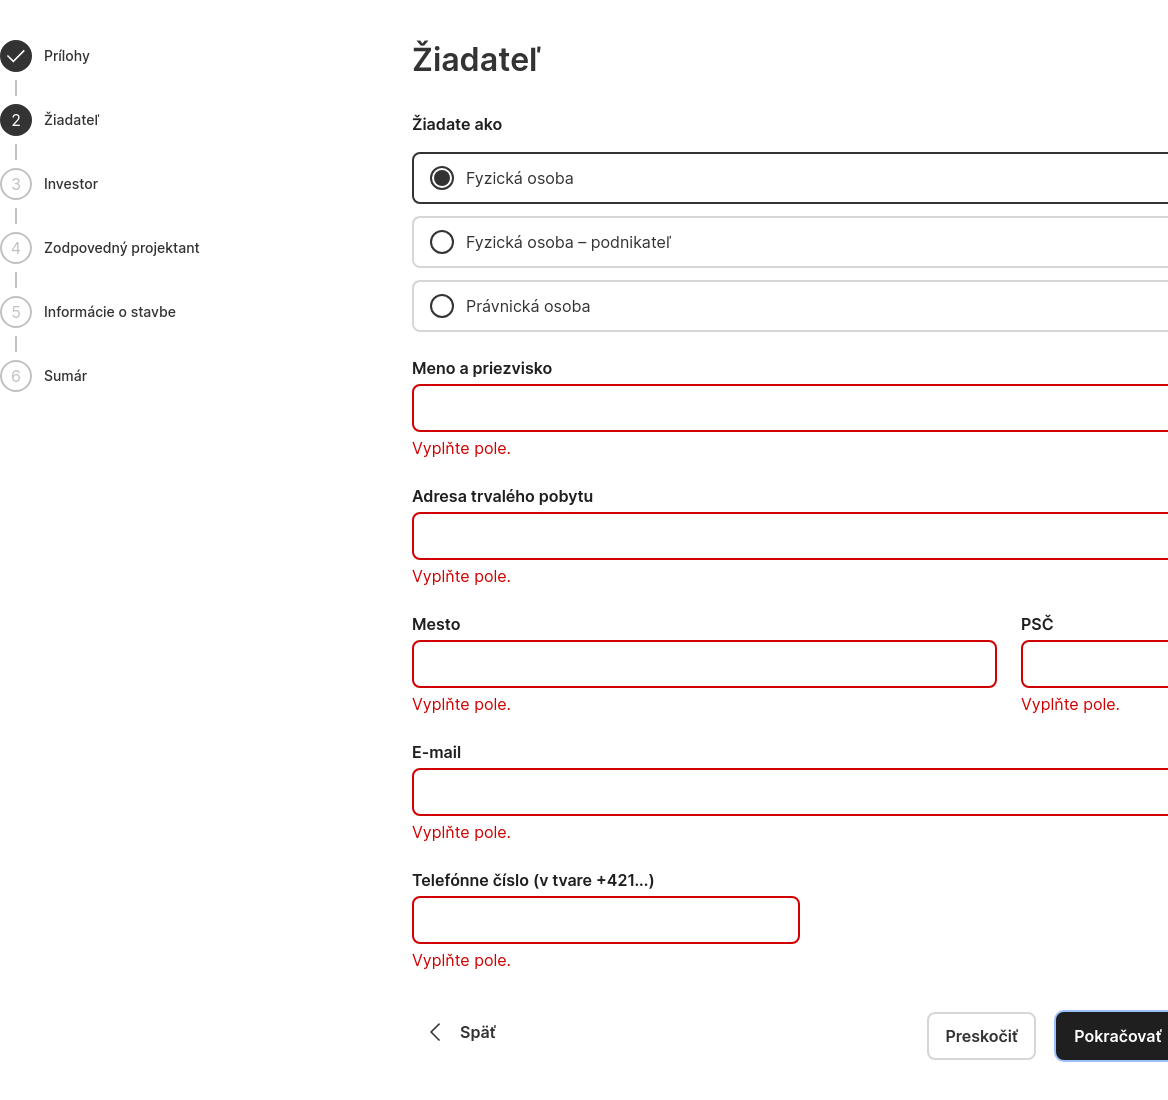 Prílohy
2 Žiadateľ
3 Investor
4 Zodpovedný projektant
5 Informácie o stavbe
6 Sumár
Žiadateľ
Žiadate ako
Fyzická osoba
Fyzická osoba – podnikateľ
Právnická osoba
Meno a priezvisko
Vyplňte pole.
Adresa trvalého pobytu
Vyplňte pole.
Mesto
Vyplňte pole.
PSČ
Vyplňte pole.
E-mail
Vyplňte pole.
Telefónne číslo (v tvare +421...)
Vyplňte pole.
Späť
Preskočiť
Pokračovať